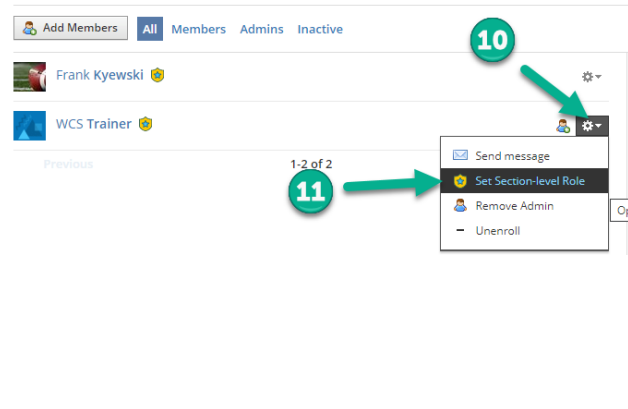 Add Members All Members Admins Inactive
10
Frank Kyewski
WCS Trainer
Previous 1-2 of 2
Send message
11
Set Section-level Role
Remove Admin
Op
Unenroll